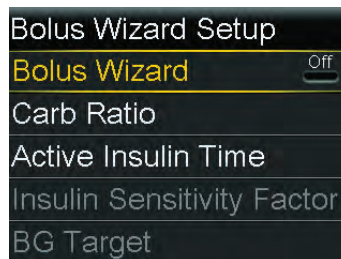 Bolus Wizard Setup
Bolus Wizard Off
Carb Ratio
Active Insulin Time
Insulin Sensitivity Factor
BG Target